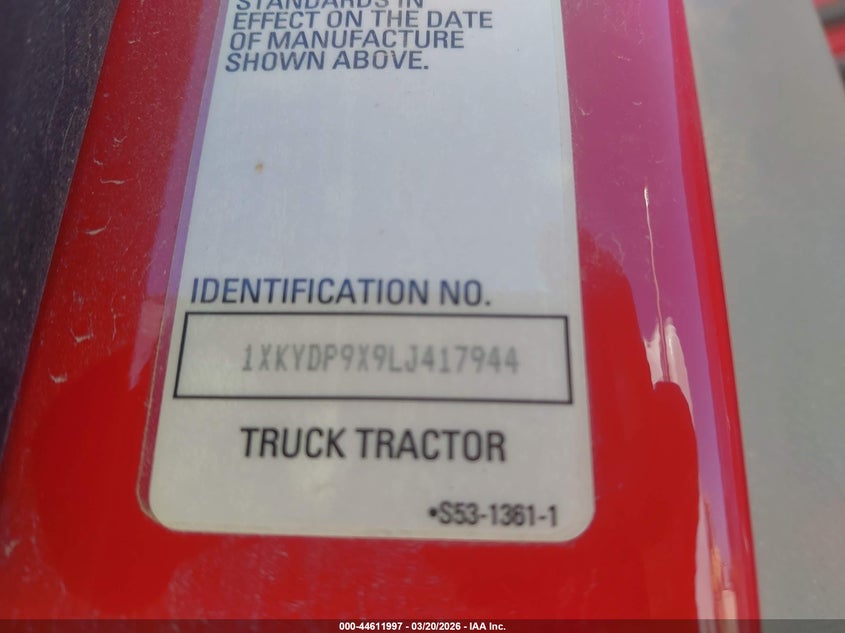 STANDARDS IN
EFFECT ON THE DATE
OF MANUFACTURE
SHOWN ABOVE.
IDENTIFICATION NO.
1XKYDP9X9LJ417944
TRUCK TRACTOR
•S53-1361-1
000-44611997 - 03/20/2026 - IAA Inc.